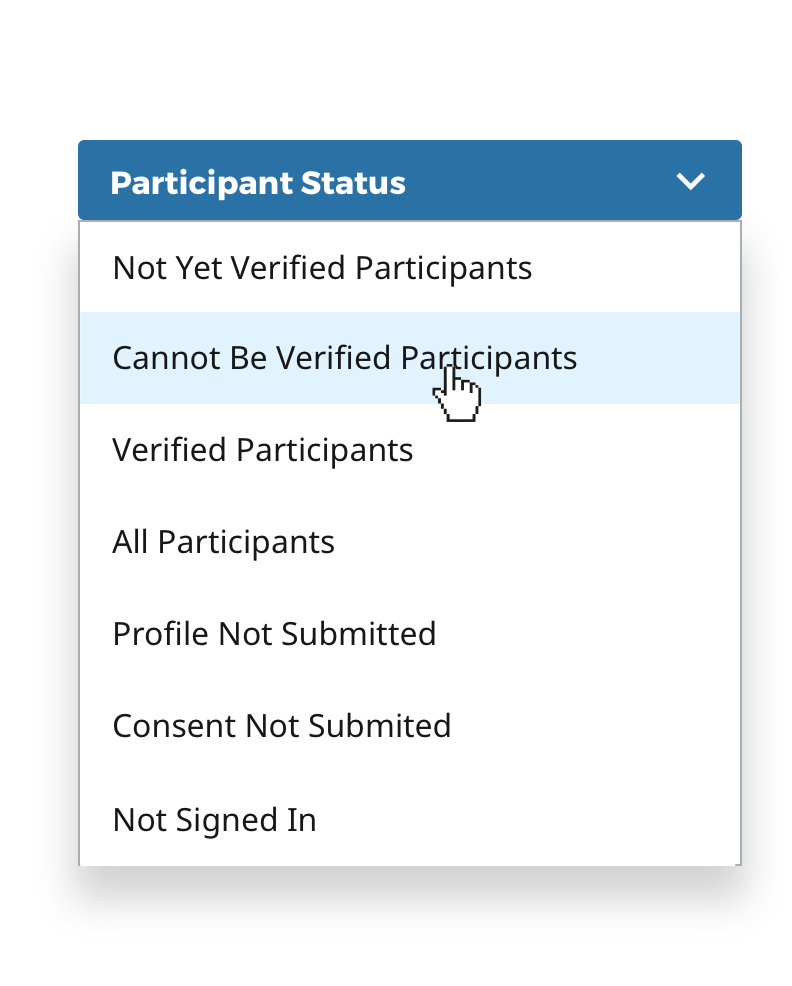 Participant Status
Not Yet Verified Participants
Cannot Be Verified Participants
Verified Participants
All Participants
Profile Not Submitted
Consent Not Submited
Not Signed In